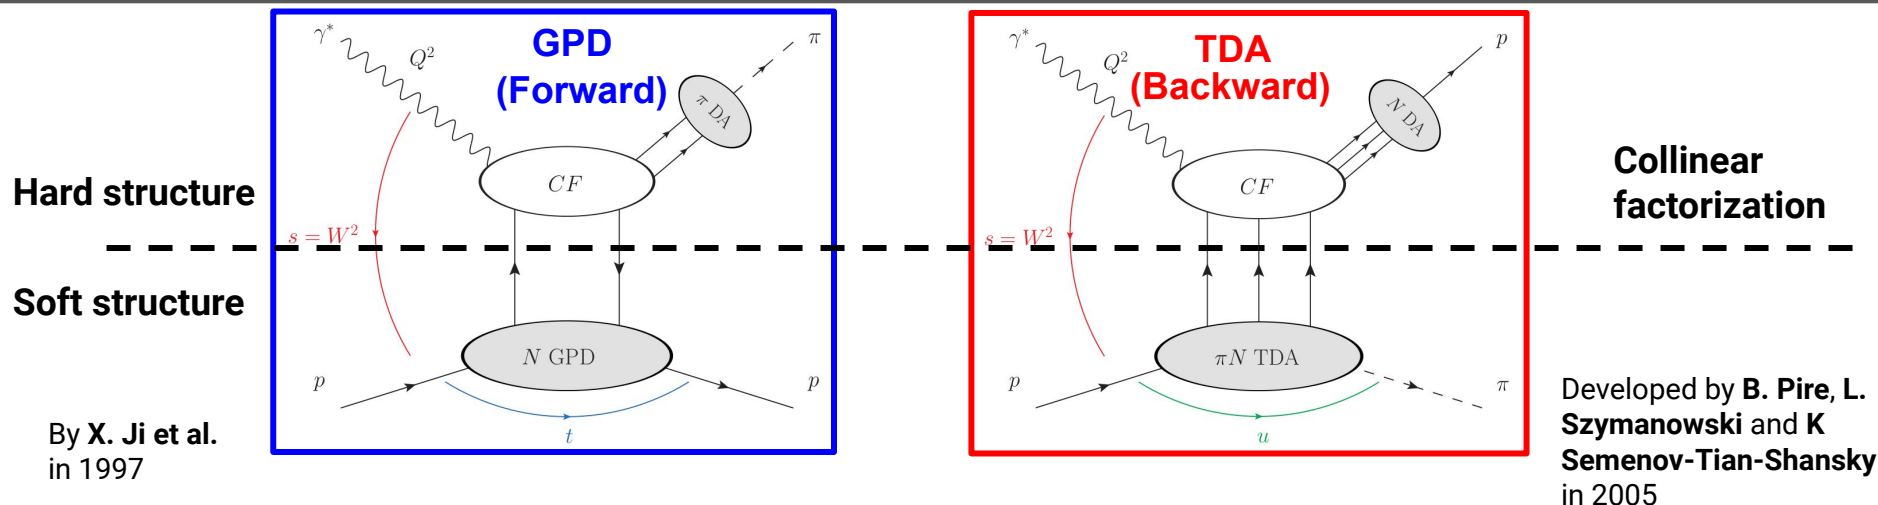 Hard structure
Soft structure
By X. Ji et al.
in 1997
GPD
(Forward)
γ*
Q²
π
π DA
CF
s = W²
N GPD
p
p
t
TDA
(Backward)
γ*
Q²
p
N DA
CF
s = W²
πN TDA
p
π
u
Collinear
factorization
Developed by B. Pire, L.
Szymanowski and K
Semenov-Tian-Shansky
in 2005